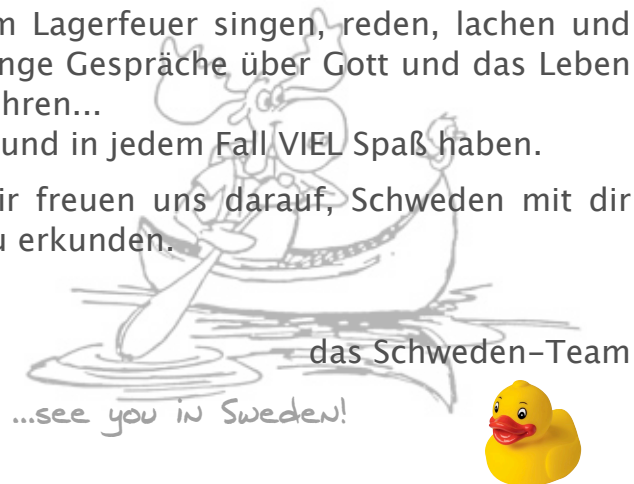 m Lagerfeuer singen, reden, lachen und
nge Gespräche über Gott und das Leben
hren...
und in jedem Fall VIEL Spaß haben.
ir freuen uns darauf, Schweden mit dir
u erkunden.
das Schweden-Team
...see you in Sweden!